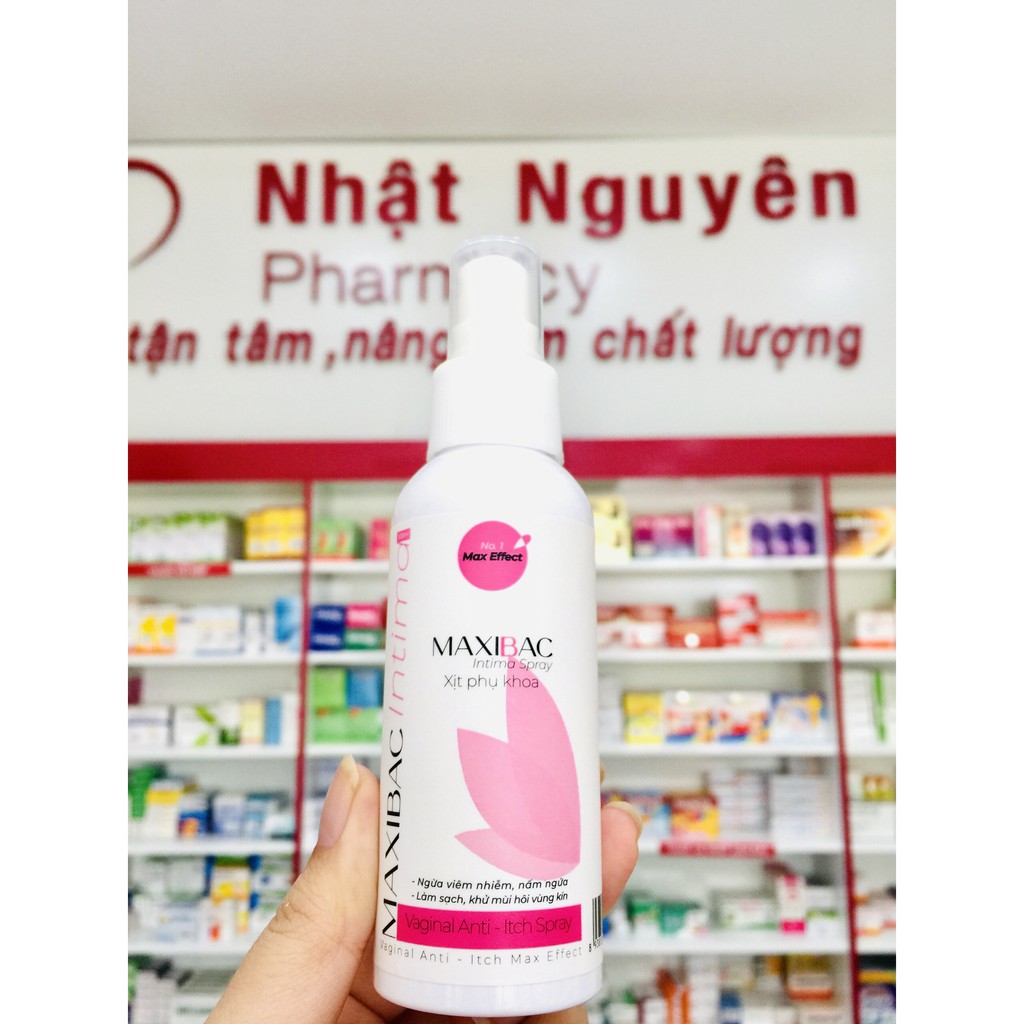 Nhật Nguyên
Pharm cy
tận tâm, nâng m chất lượng
No. 1
Max Effect
MAXIBAC Intima
MAXIBAC
Intima Spray
Xịt phụ khoa
- Ngừa viêm nhiễm, nấm ngứa
- Làm sạch, khử mùi hôi vùng kín
Vaginal Anti - Itch Spray
Vaginal Anti - Itch Max Effect